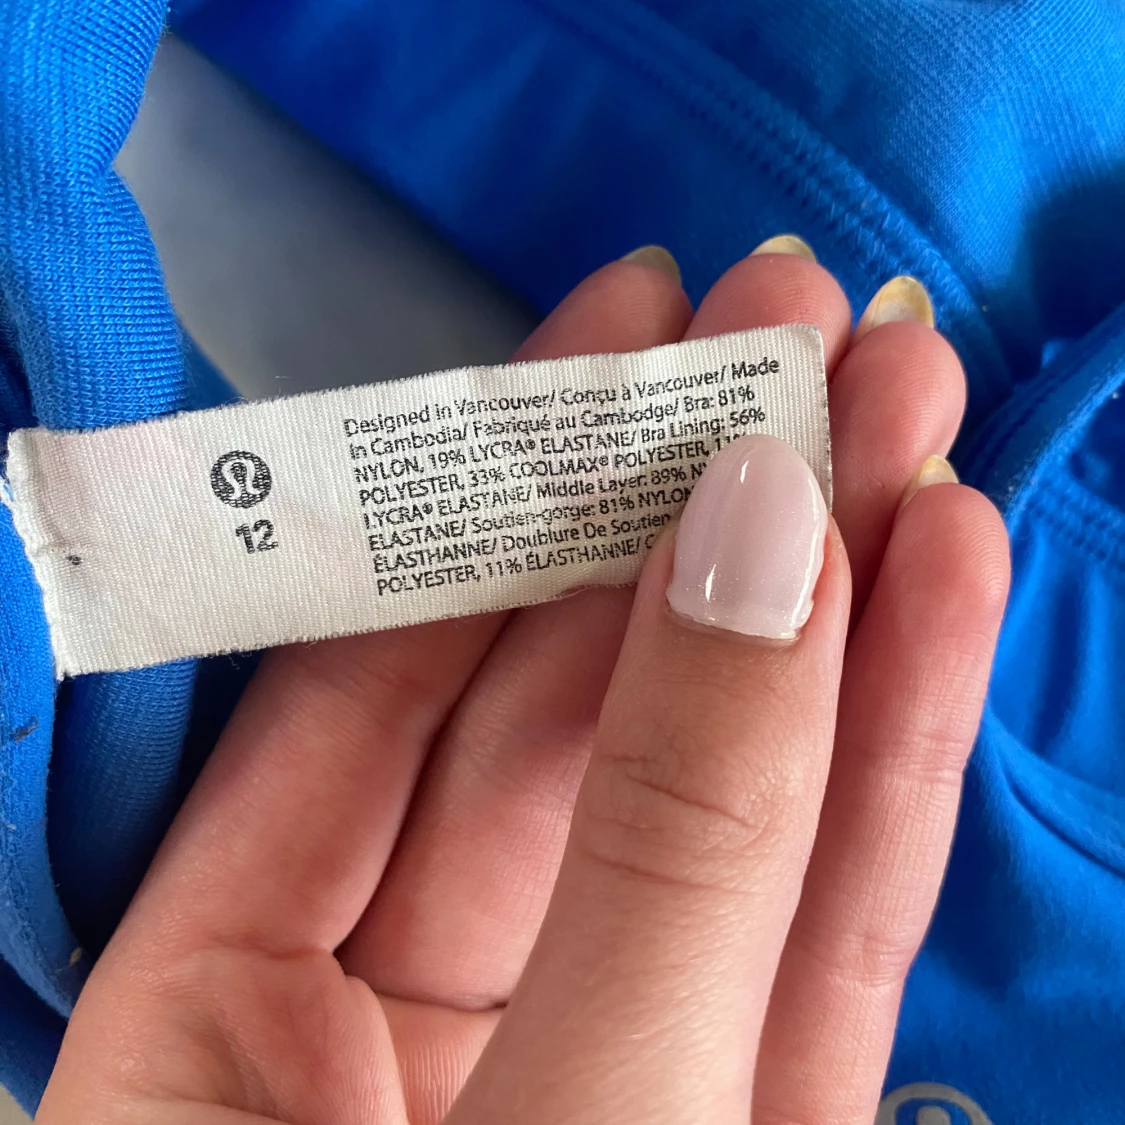 12
Designed in Vancouver/ Conçu à Vancouver/ Made
in Cambodia/ Fabriqué au Cambodge/ Bra: 81%
NYLON, 19% LYCRA® ELASTANE/ Bra Lining: 56%
POLYESTER, 33% COOLMAX® POLYESTER,
LYCRA® ELASTANE/ Middle Layer: 89%
ELASTANE/ Soutien-gorge: 81% NYLON
ÉLASTHANNE/ Doublure De Soutien
POLYESTER, 11% ÉLASTHANNE/